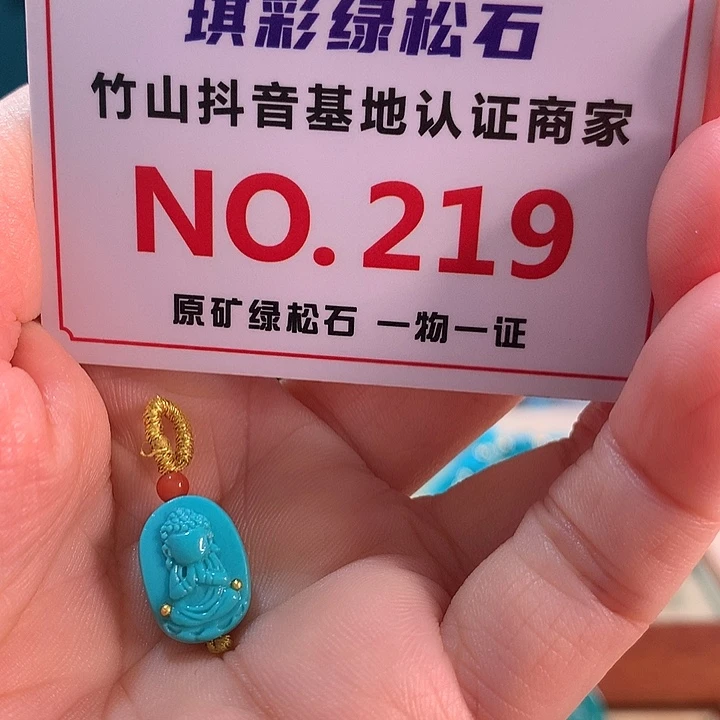 琪彩绿松石
竹山抖音基地认证商家
NO. 219
原矿绿松石 一物一证